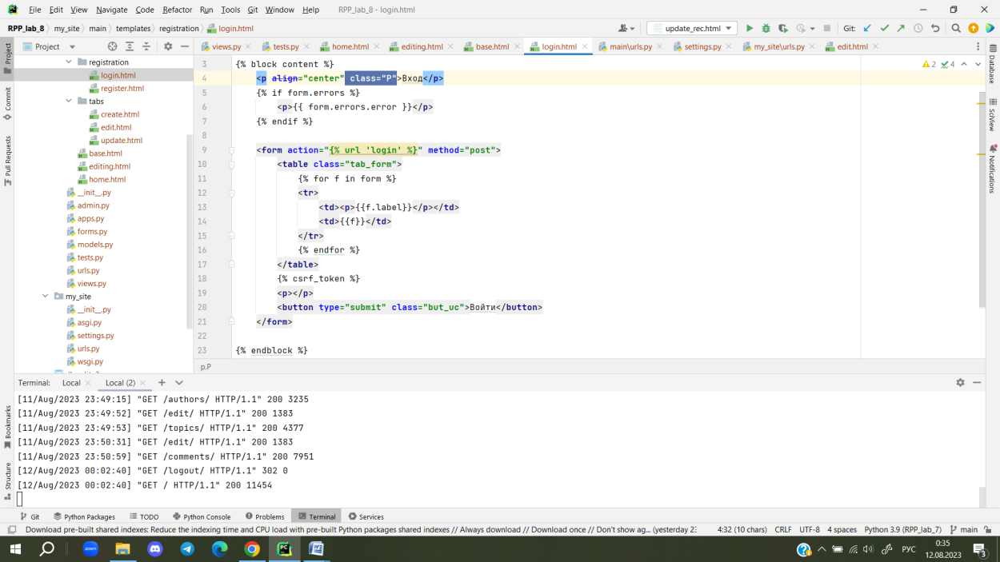 File Edit View Navigate Code Refactor Run Tools Git Window Help RPP_lab_8 - login.html
RPP_lab_8 my_site main templates registration login.html
update_rec.html Git:
Project
views.py tests.py home.html editing.html base.html login.html main\urls.py settings.py my_site\urls.py edit.html
registration
login.html
register.html
tabs
create.html
edit.html
update.html
base.html
editing.html
home.html
__init__.py
admin.py
apps.py
forms.py
models.py
tests.py
urls.py
views.py
my_site
__init__.py
asgi.py
settings.py
urls.py
wsgi.py
2 4
3 {% block content %}
4 <p align="center" class="P">Вход</p>
5 {% if form.errors %}
6 <p>{{ form.errors.error }}</p>
7 {% endif %}
8
9 <form action="{% url 'login' %}" method="post">
10 <table class="tab_form">
11 {% for f in form %}
12 <tr>
13 <td><p>{{f.label}}</p></td>
14 <td>{{f}}</td>
15 </tr>
16 {% endfor %}
17 </table>
18 {% csrf_token %}
19 <p></p>
20 <button type="submit" class="but_uc">Войти</button>
21 </form>
22
23 {% endblock %}
p.P
Project
Commit
Pull Requests
Bookmarks
Structure
Database
SciView
Notifications
Terminal: Local Local (2)
[11/Aug/2023 23:49:15] "GET /authors/ HTTP/1.1" 200 3235
[11/Aug/2023 23:49:52] "GET /edit/ HTTP/1.1" 200 1383
[11/Aug/2023 23:49:53] "GET /topics/ HTTP/1.1" 200 4377
[11/Aug/2023 23:50:31] "GET /edit/ HTTP/1.1" 200 1383
[11/Aug/2023 23:50:59] "GET /comments/ HTTP/1.1" 200 7951
[12/Aug/2023 00:02:40] "GET /logout/ HTTP/1.1" 302 0
[12/Aug/2023 00:02:40] "GET / HTTP/1.1" 200 11454
Git Python Packages TODO Python Console Problems Terminal Services
Download pre-built shared indexes: Reduce the indexing time and CPU load with pre-built Python packages shared indexes // Always download // Download once // Don't show ag... (yesterday 23 4:32 (10 chars) CRLF UTF-8 4 spaces Python 3.9 (RPP_lab_7) main
zoom PC РУС 0:35
12.08.2023
3